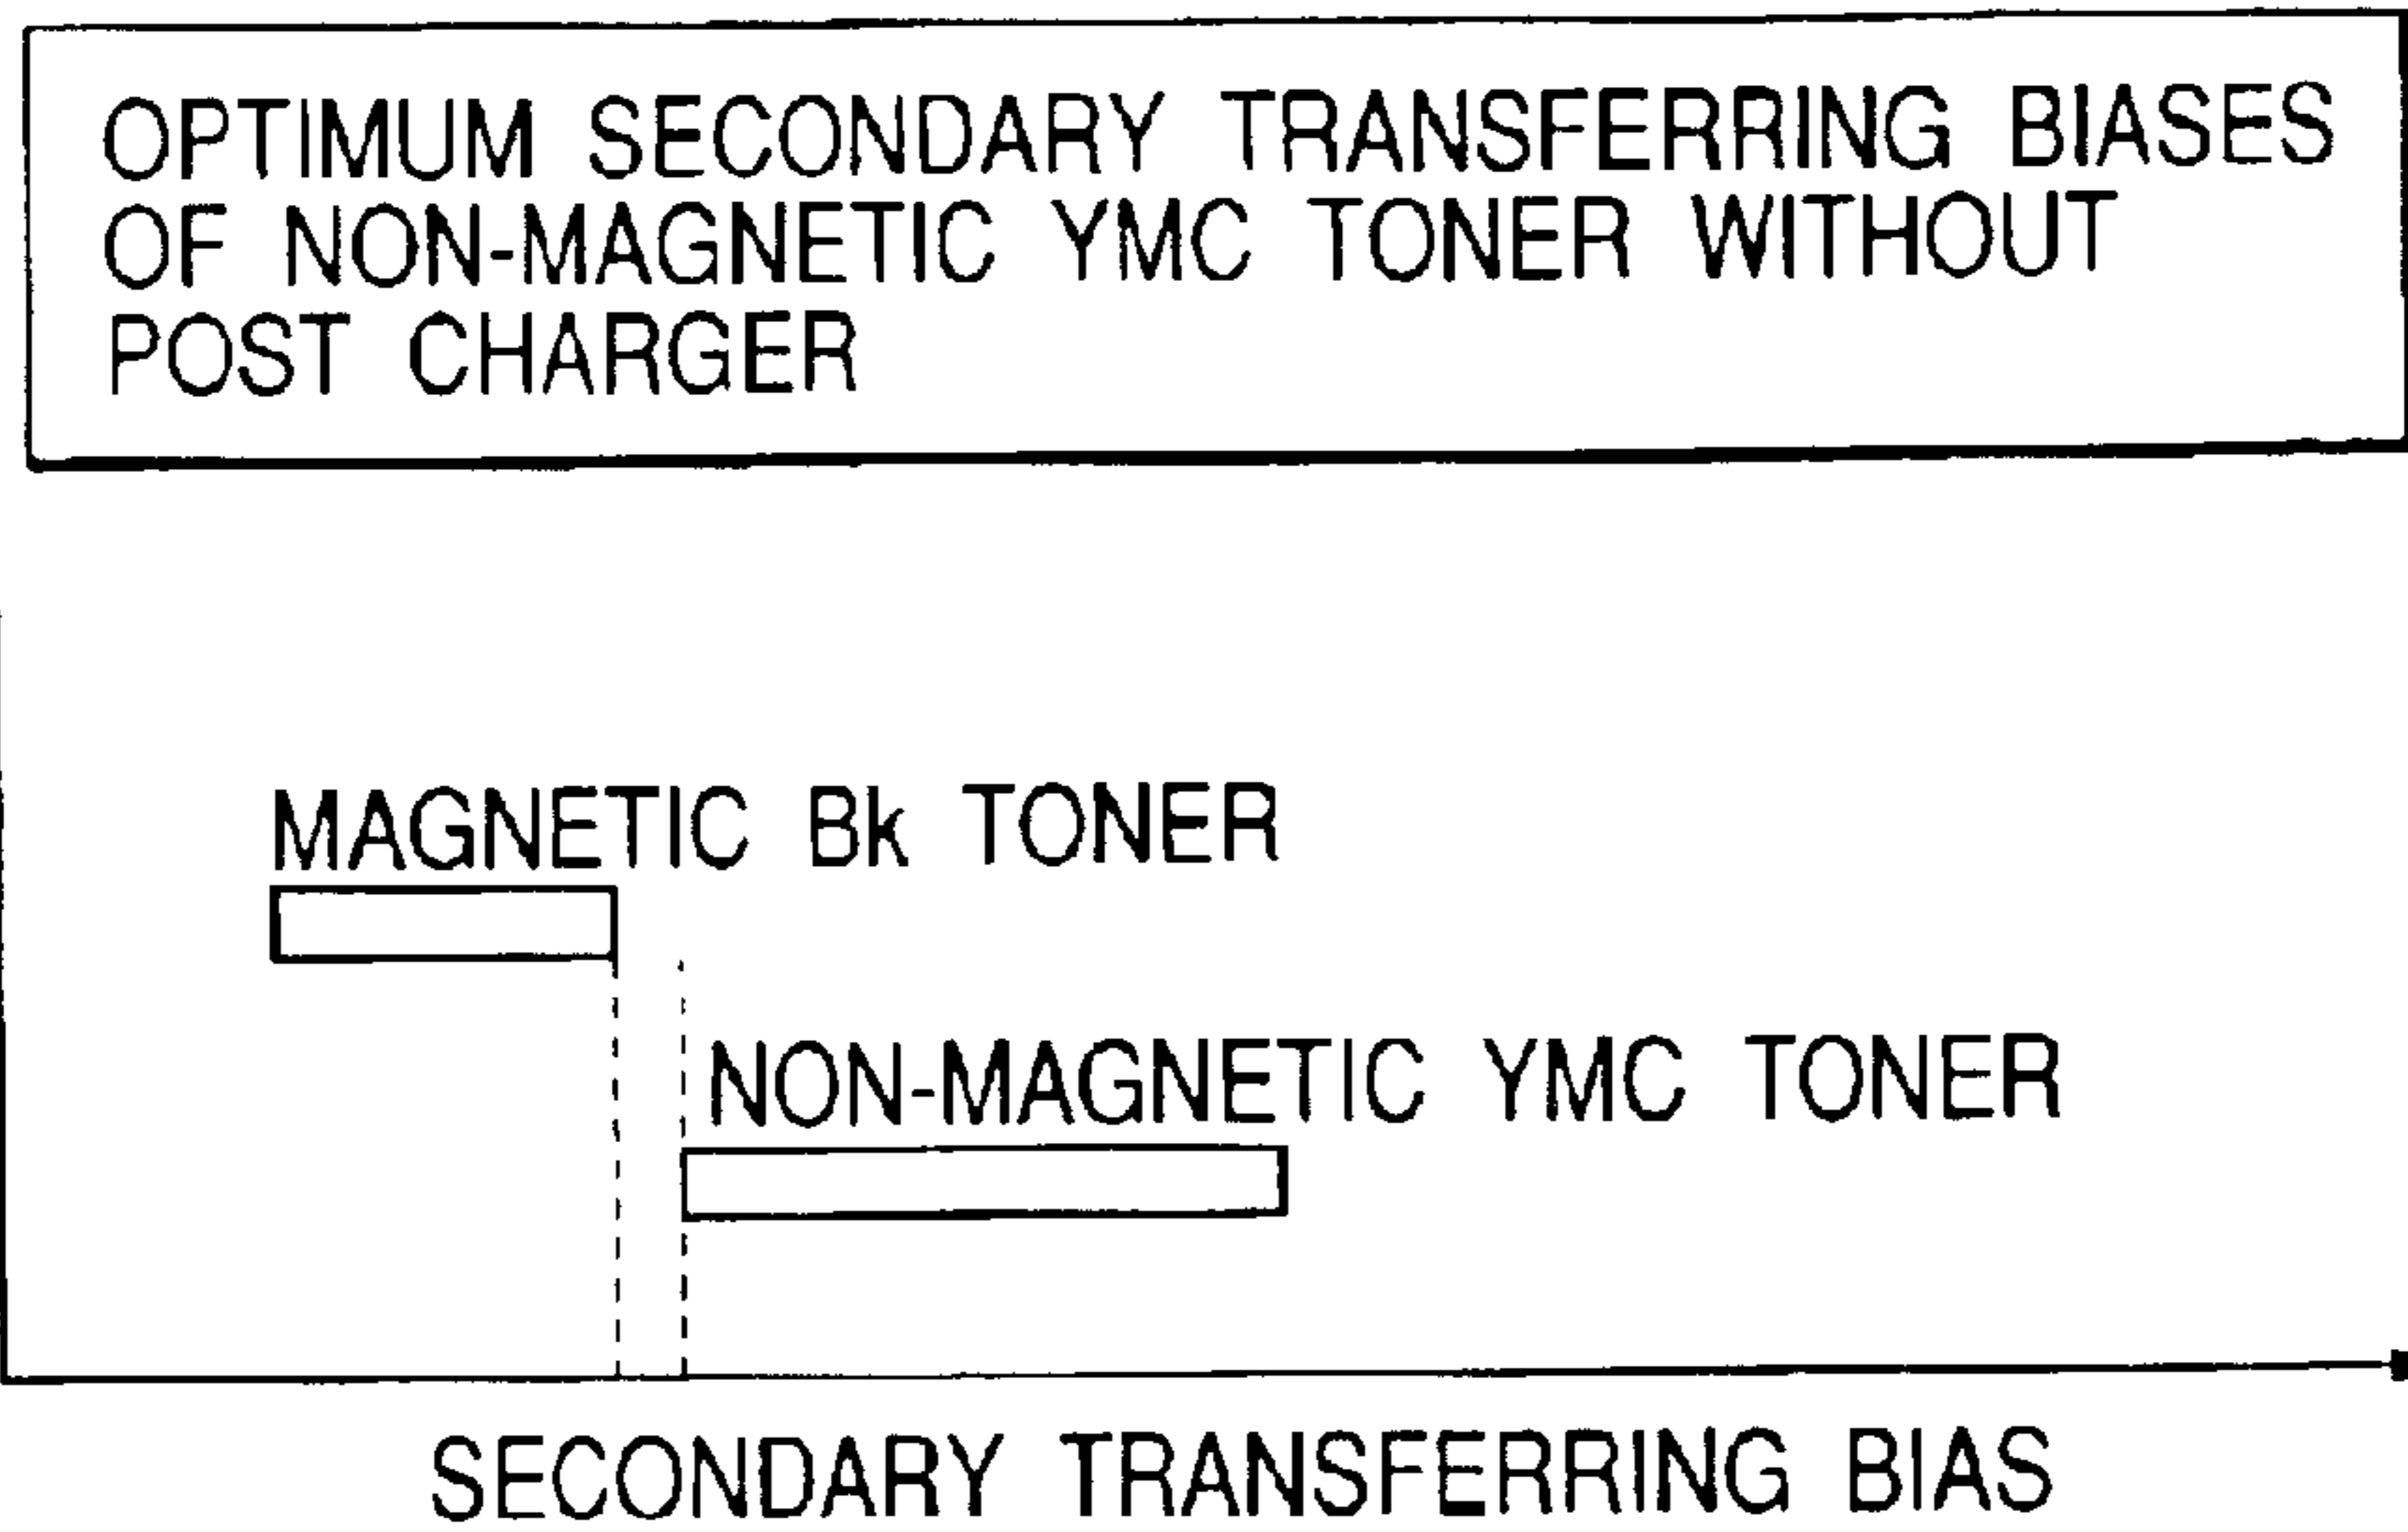 OPTIMUM SECONDARY TRANSFERRING BIASES
OF NON-MAGNETIC YMC TONER WITHOUT
POST CHARGER
MAGNETIC Bk TONER
NON-MAGNETIC YMC TONER
SECONDARY TRANSFERRING BIAS